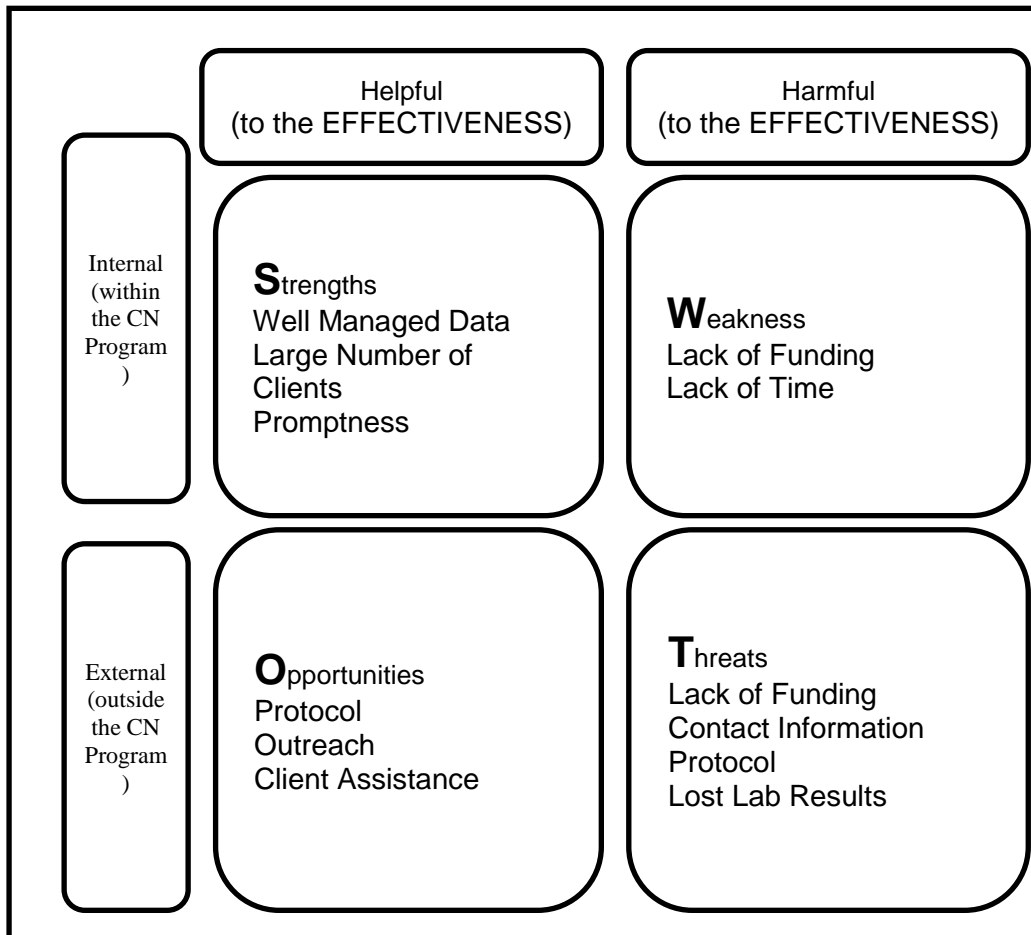 Helpful
(to the EFFECTIVENESS)
Harmful
(to the EFFECTIVENESS)
Internal
(within
the CN
Program
)
Strengths
Well Managed Data
Large Number of
Clients
Promptness
Weakness
Lack of Funding
Lack of Time
External
(outside
the CN
Program
)
Opportunities
Protocol
Outreach
Client Assistance
Threats
Lack of Funding
Contact Information
Protocol
Lost Lab Results